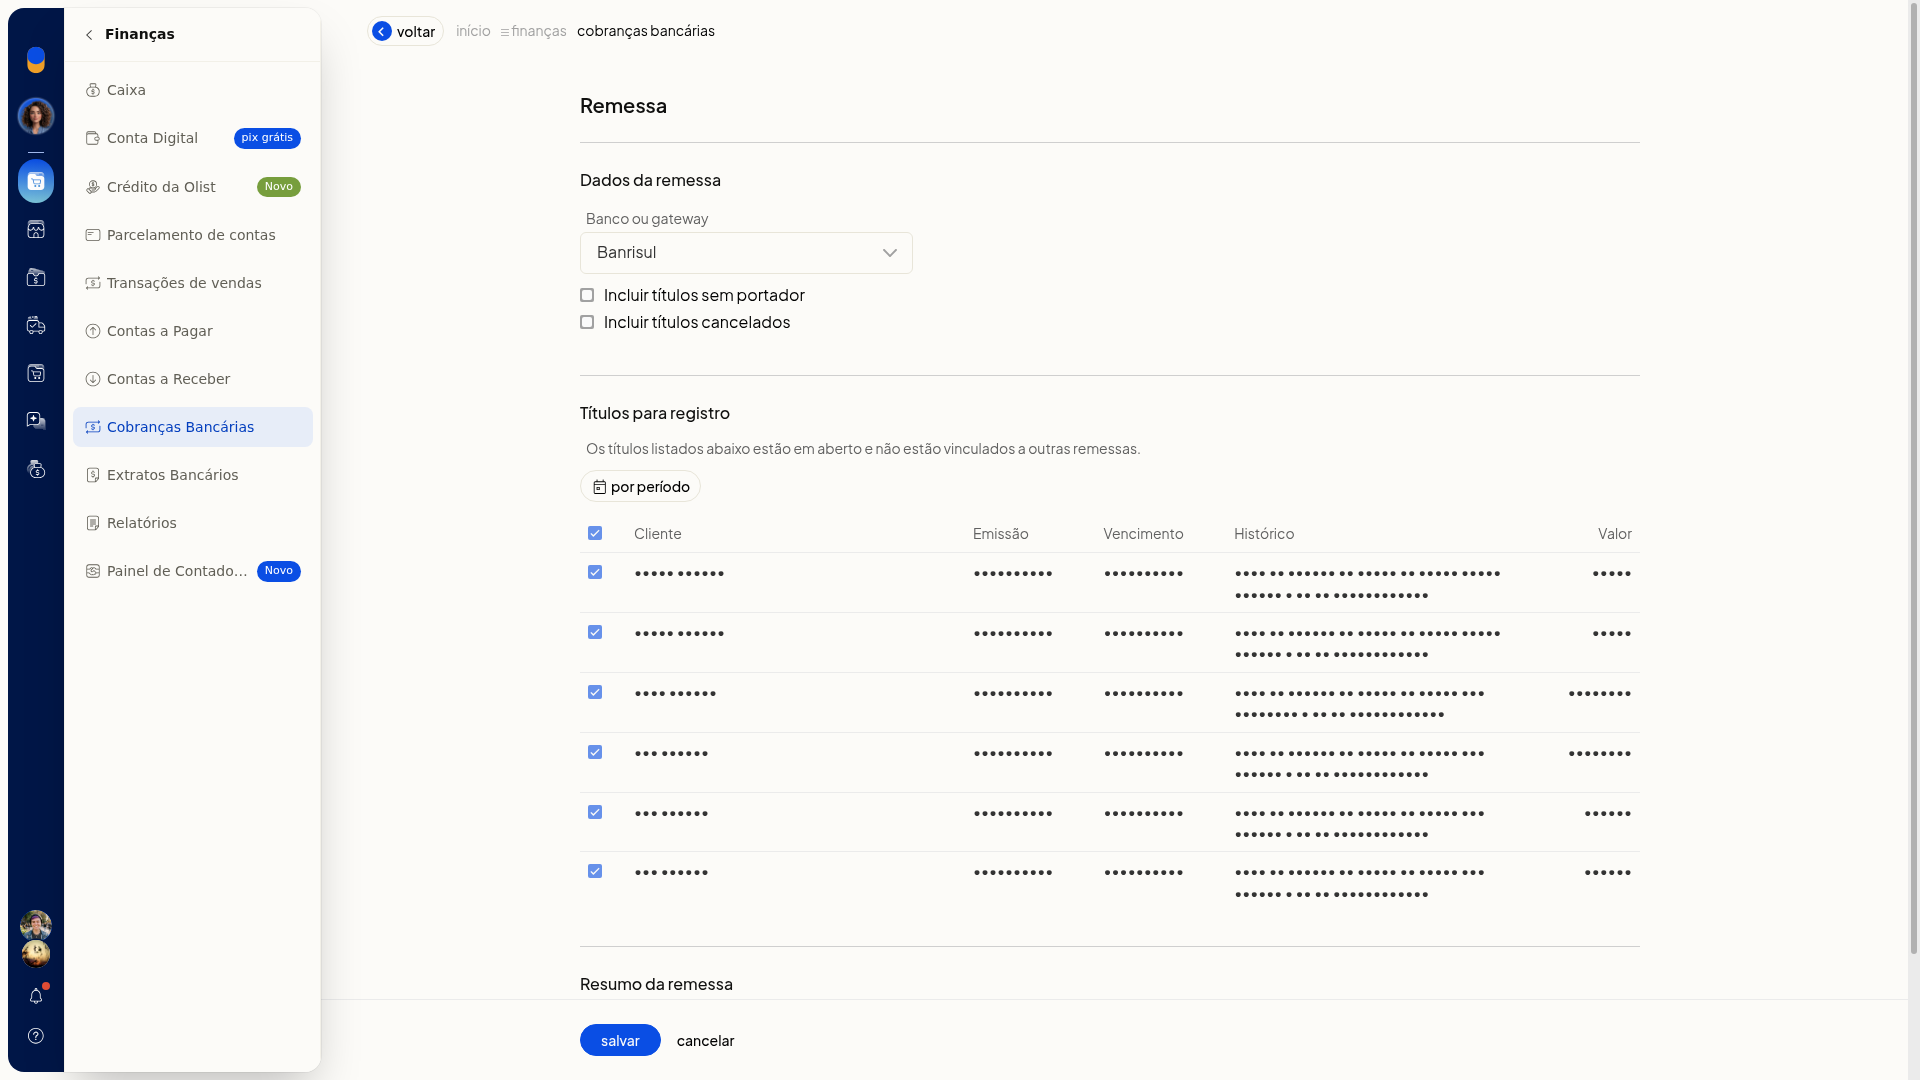 Finanças
Caixa
Conta Digital
pix grátis
Crédito da Olist
Novo
Parcelamento de contas
Transações de vendas
Contas a Pagar
Contas a Receber
Cobranças Bancárias
Extratos Bancários
Relatórios
Painel de Contado...
Novo
voltar início finanças cobranças bancárias
Remessa
Dados da remessa
Banco ou gateway
Banrisul
Incluir títulos sem portador
Incluir títulos cancelados
Títulos para registro
Os títulos listados abaixo estão em aberto e não estão vinculados a outras remessas.
por período
Cliente Emissão Vencimento Histórico Valor
Resumo da remessa
salvar cancelar